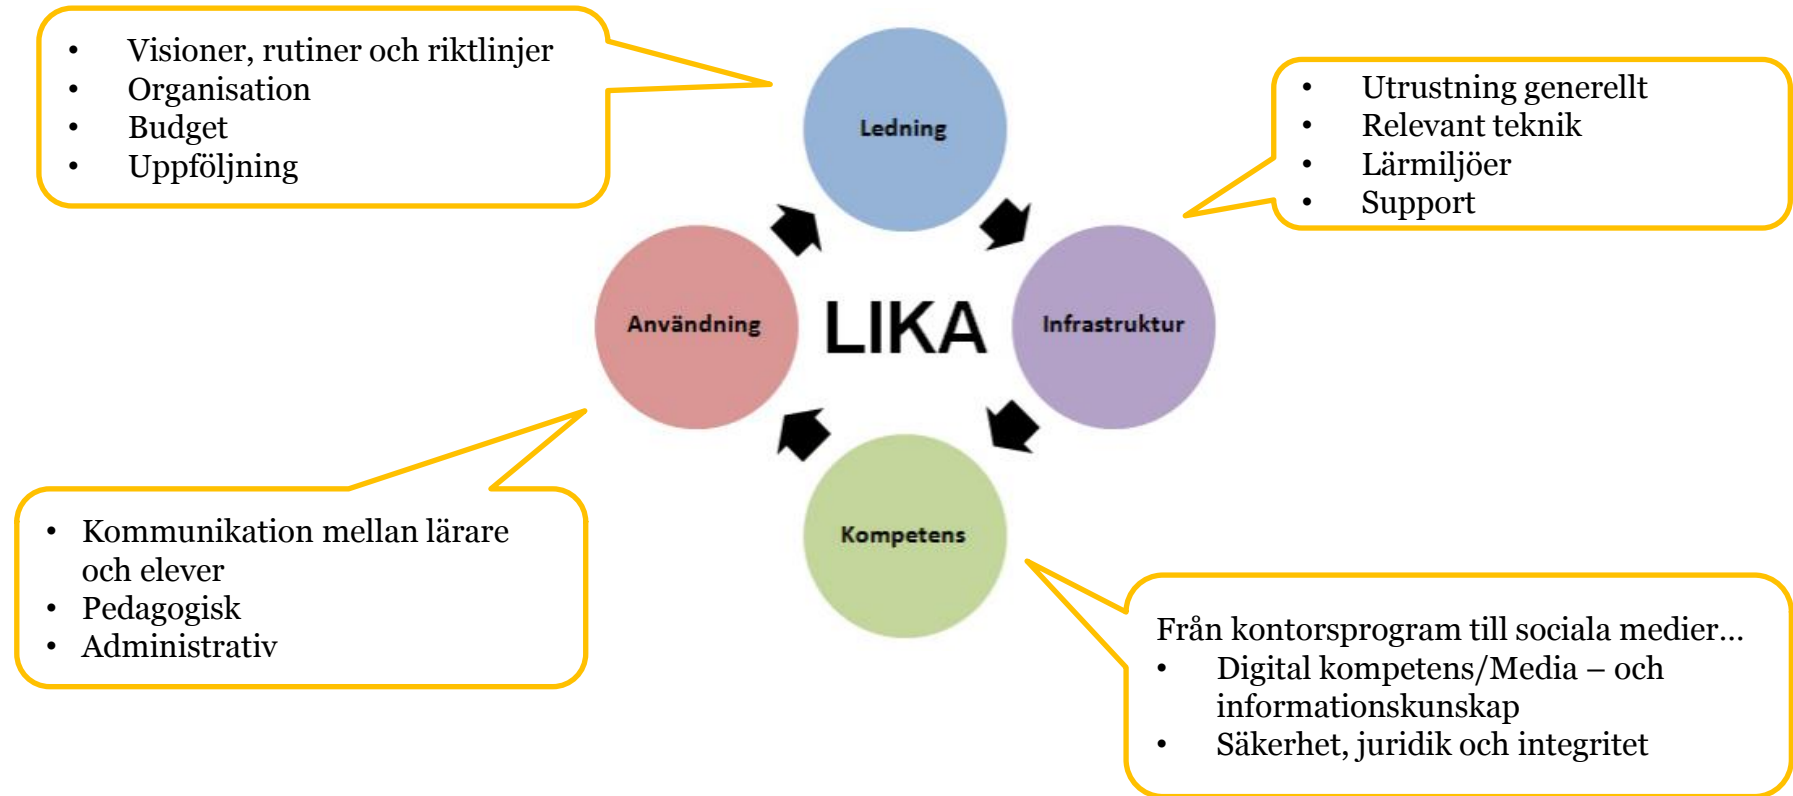 • Visioner, rutiner och riktlinjer
• Organisation
• Budget
• Uppföljning
Ledning
• Utrustning generellt
• Relevant teknik
• Lärmiljöer
• Support
Användning
LIKA
Infrastruktur
Kompetens
• Kommunikation mellan lärare
och elever
• Pedagogisk
• Administrativ
Från kontorsprogram till sociala medier…
• Digital kompetens/Media – och
informationskunskap
• Säkerhet, juridik och integritet